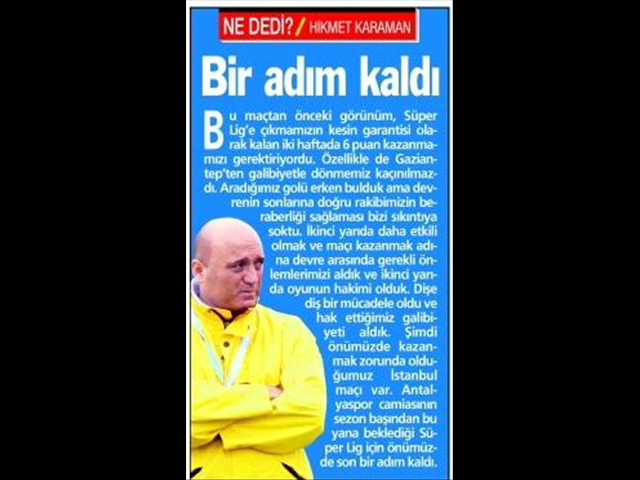 NE DEDİ? / HİKMET KARAMAN
Bir adım kaldı
Bu maçtan önceki görünüm, Süper
Lig'e çıkmamızın kesin garantisi ola-
rak kalan iki haftada 6 puan kazanma-
mızı gerektiriyordu. Özellikle de Gazian-
tep'ten galibiyetle dönmemiz kaçınılmaz-
dı. Aradığımız golü erken bulduk ama dev-
renin sonlarına doğru rakibimizin be-
raberliği sağlaması bizi sıkıntıya
soktu. İkinci yarıda daha etkili
olmak ve maçı kazanmak adı-
na devre arasında gerekli ön-
lemlerimizi aldık ve ikinci yarı-
da oyunun hakimi olduk. Dişe
diş bir mücadele oldu ve
hak ettiğimiz galibi-
yeti aldık. Şimdi
önümüzde kazan-
mak zorunda oldu-
ğumuz İstanbul
maçı var. Antal-
yaspor camiasının
sezon başından bu
yana beklediği Sü-
per Lig için önümüz-
de son bir adım kaldı.